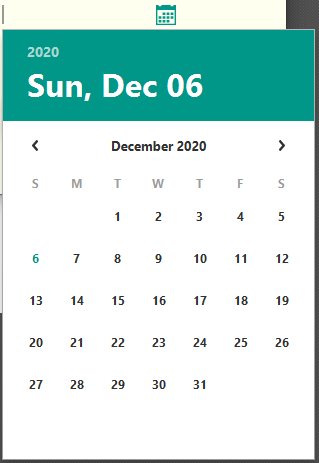 2020
Sun, Dec 06
December 2020
S M T W T F S
1 2 3 4 5
6 7 8 9 10 11 12
13 14 15 16 17 18 19
20 21 22 23 24 25 26
27 28 29 30 31